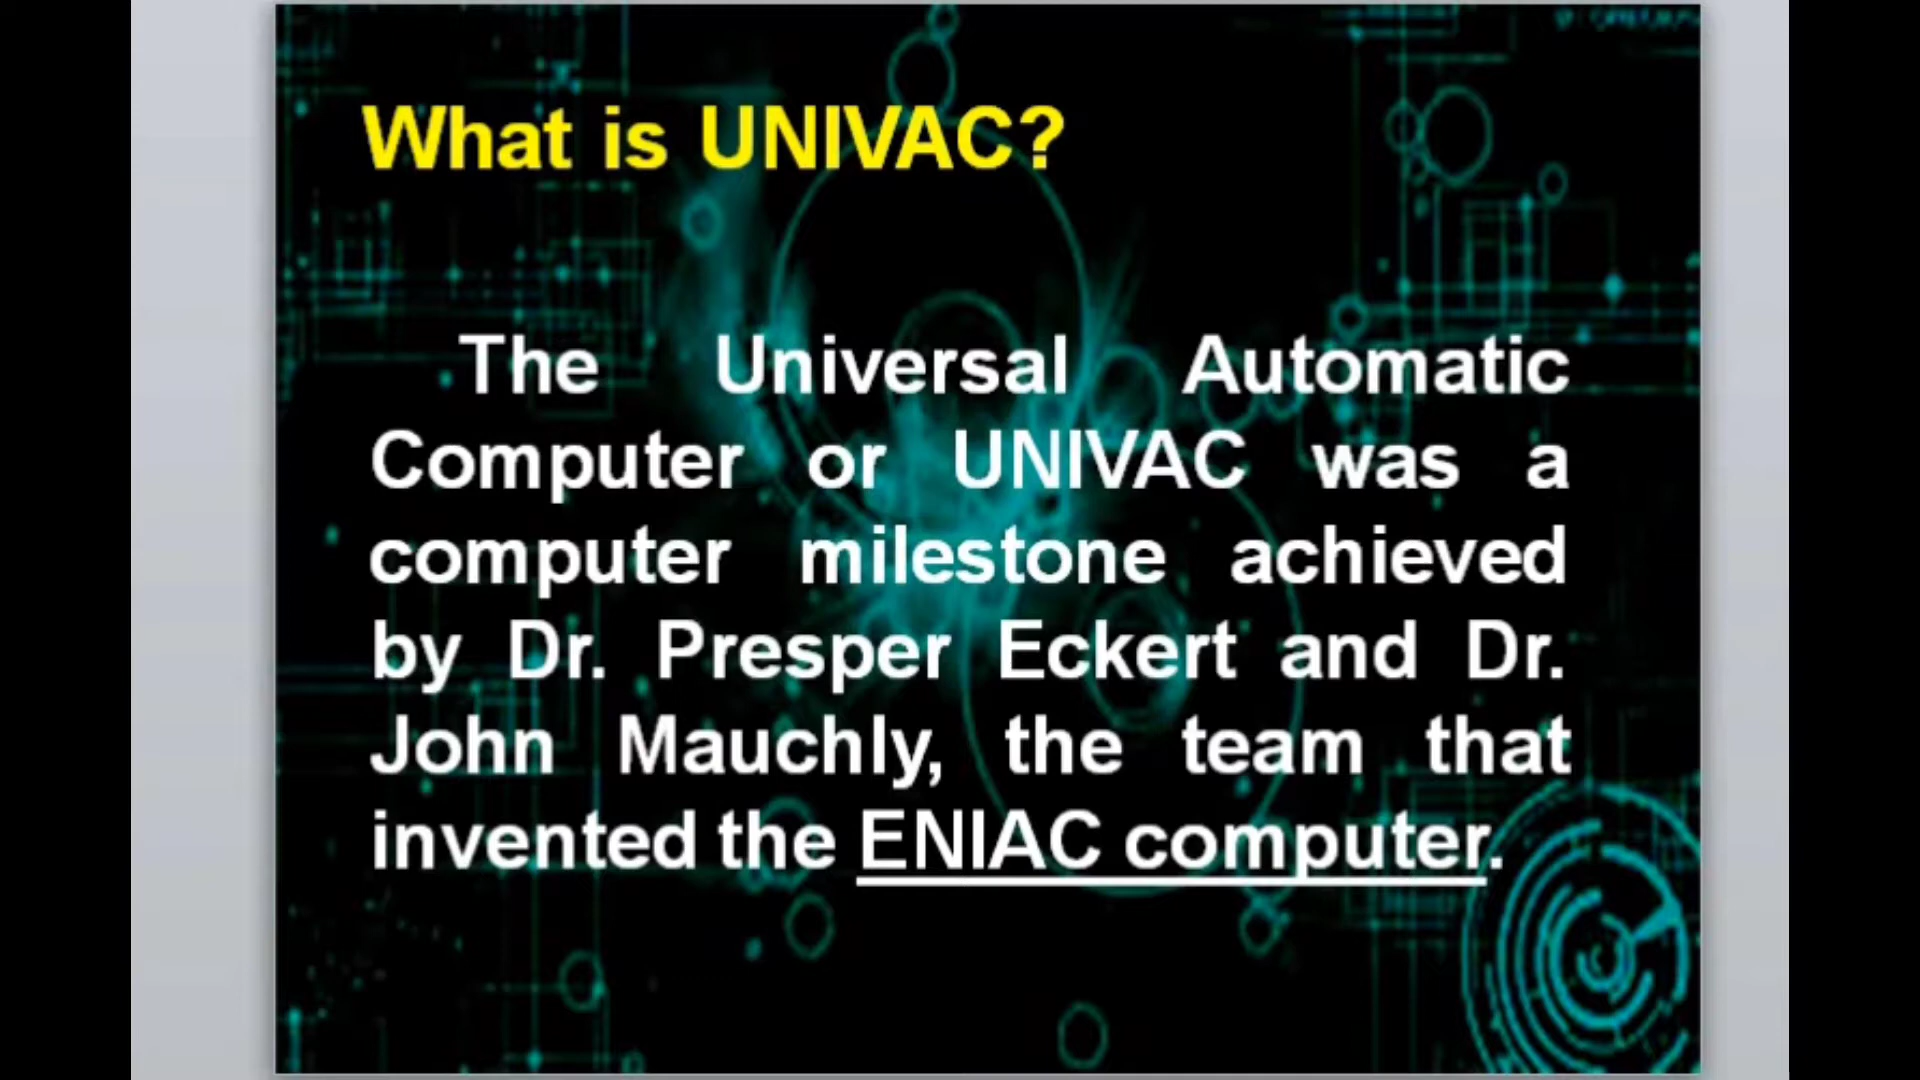 What is UNIVAC?
The Universal Automatic
Computer or UNIVAC was a
computer milestone achieved
by Dr. Presper Eckert and Dr.
John Mauchly, the team that
invented the ENIAC computer.